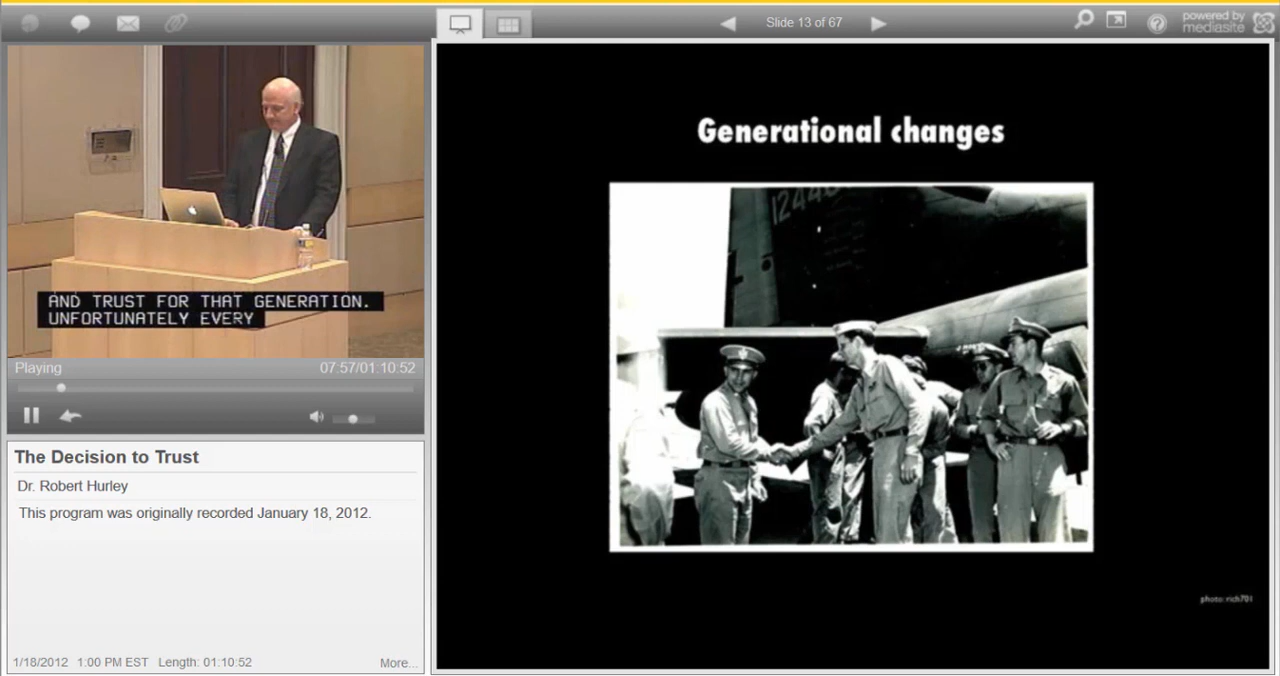 Slide 13 of 67
powered by
mediasite
AND TRUST FOR THAT GENERATION.
UNFORTUNATELY EVERY
Playing
07:57/01:10:52
The Decision to Trust
Dr. Robert Hurley
This program was originally recorded January 18, 2012.
1/18/2012 1:00 PM EST Length: 01:10:52
More...
Generational changes
photo: rich701